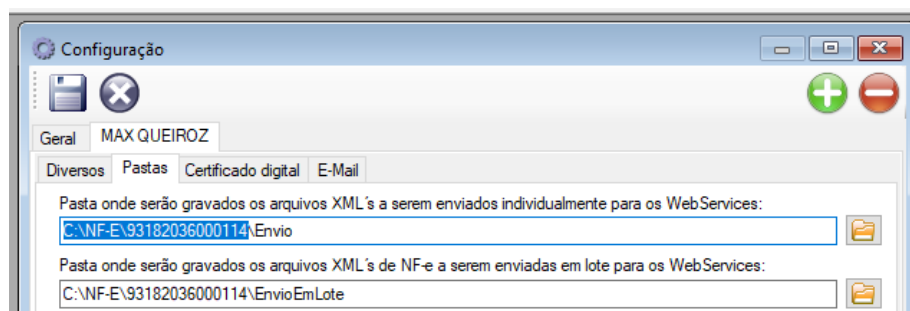 Configuração
Geral MAX QUEIROZ
Diversos Pastas Certificado digital E-Mail
Pasta onde serão gravados os arquivos XML´s a serem enviados individualmente para os WebServices:
C:\NF-E\93182036000114\Envio
Pasta onde serão gravados os arquivos XML´s de NF-e a serem enviadas em lote para os WebServices:
C:\NF-E\93182036000114\EnvioEmLote